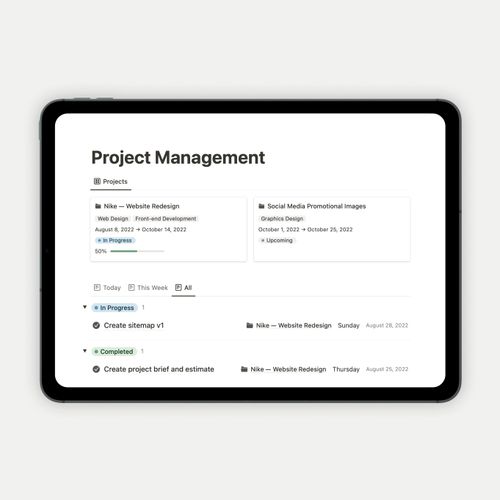 Project Management
Projects
Nike — Website Redesign
Web Design Front-end Development
August 8, 2022 → October 14, 2022
In Progress
50%
Social Media Promotional Images
Graphics Design
October 1, 2022 → October 25, 2022
Upcoming
Today This Week All
In Progress 1
Create sitemap v1 Nike — Website Redesign Sunday August 28, 2022
Completed 1
Create project brief and estimate Nike — Website Redesign Thursday August 25, 2022